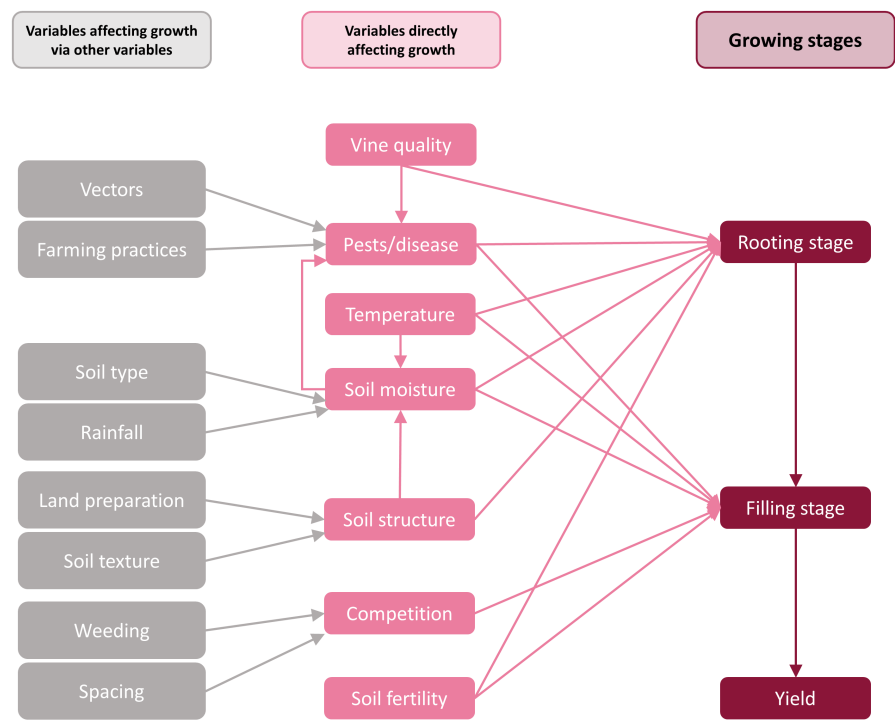 Variables affecting growth
via other variables
Variables directly
affecting growth
Growing stages
Vine quality
Vectors
Farming practices
Pests/disease
Rooting stage
Temperature
Soil type
Soil moisture
Rainfall
Land preparation
Soil structure
Filling stage
Soil texture
Weeding
Competition
Spacing
Soil fertility
Yield